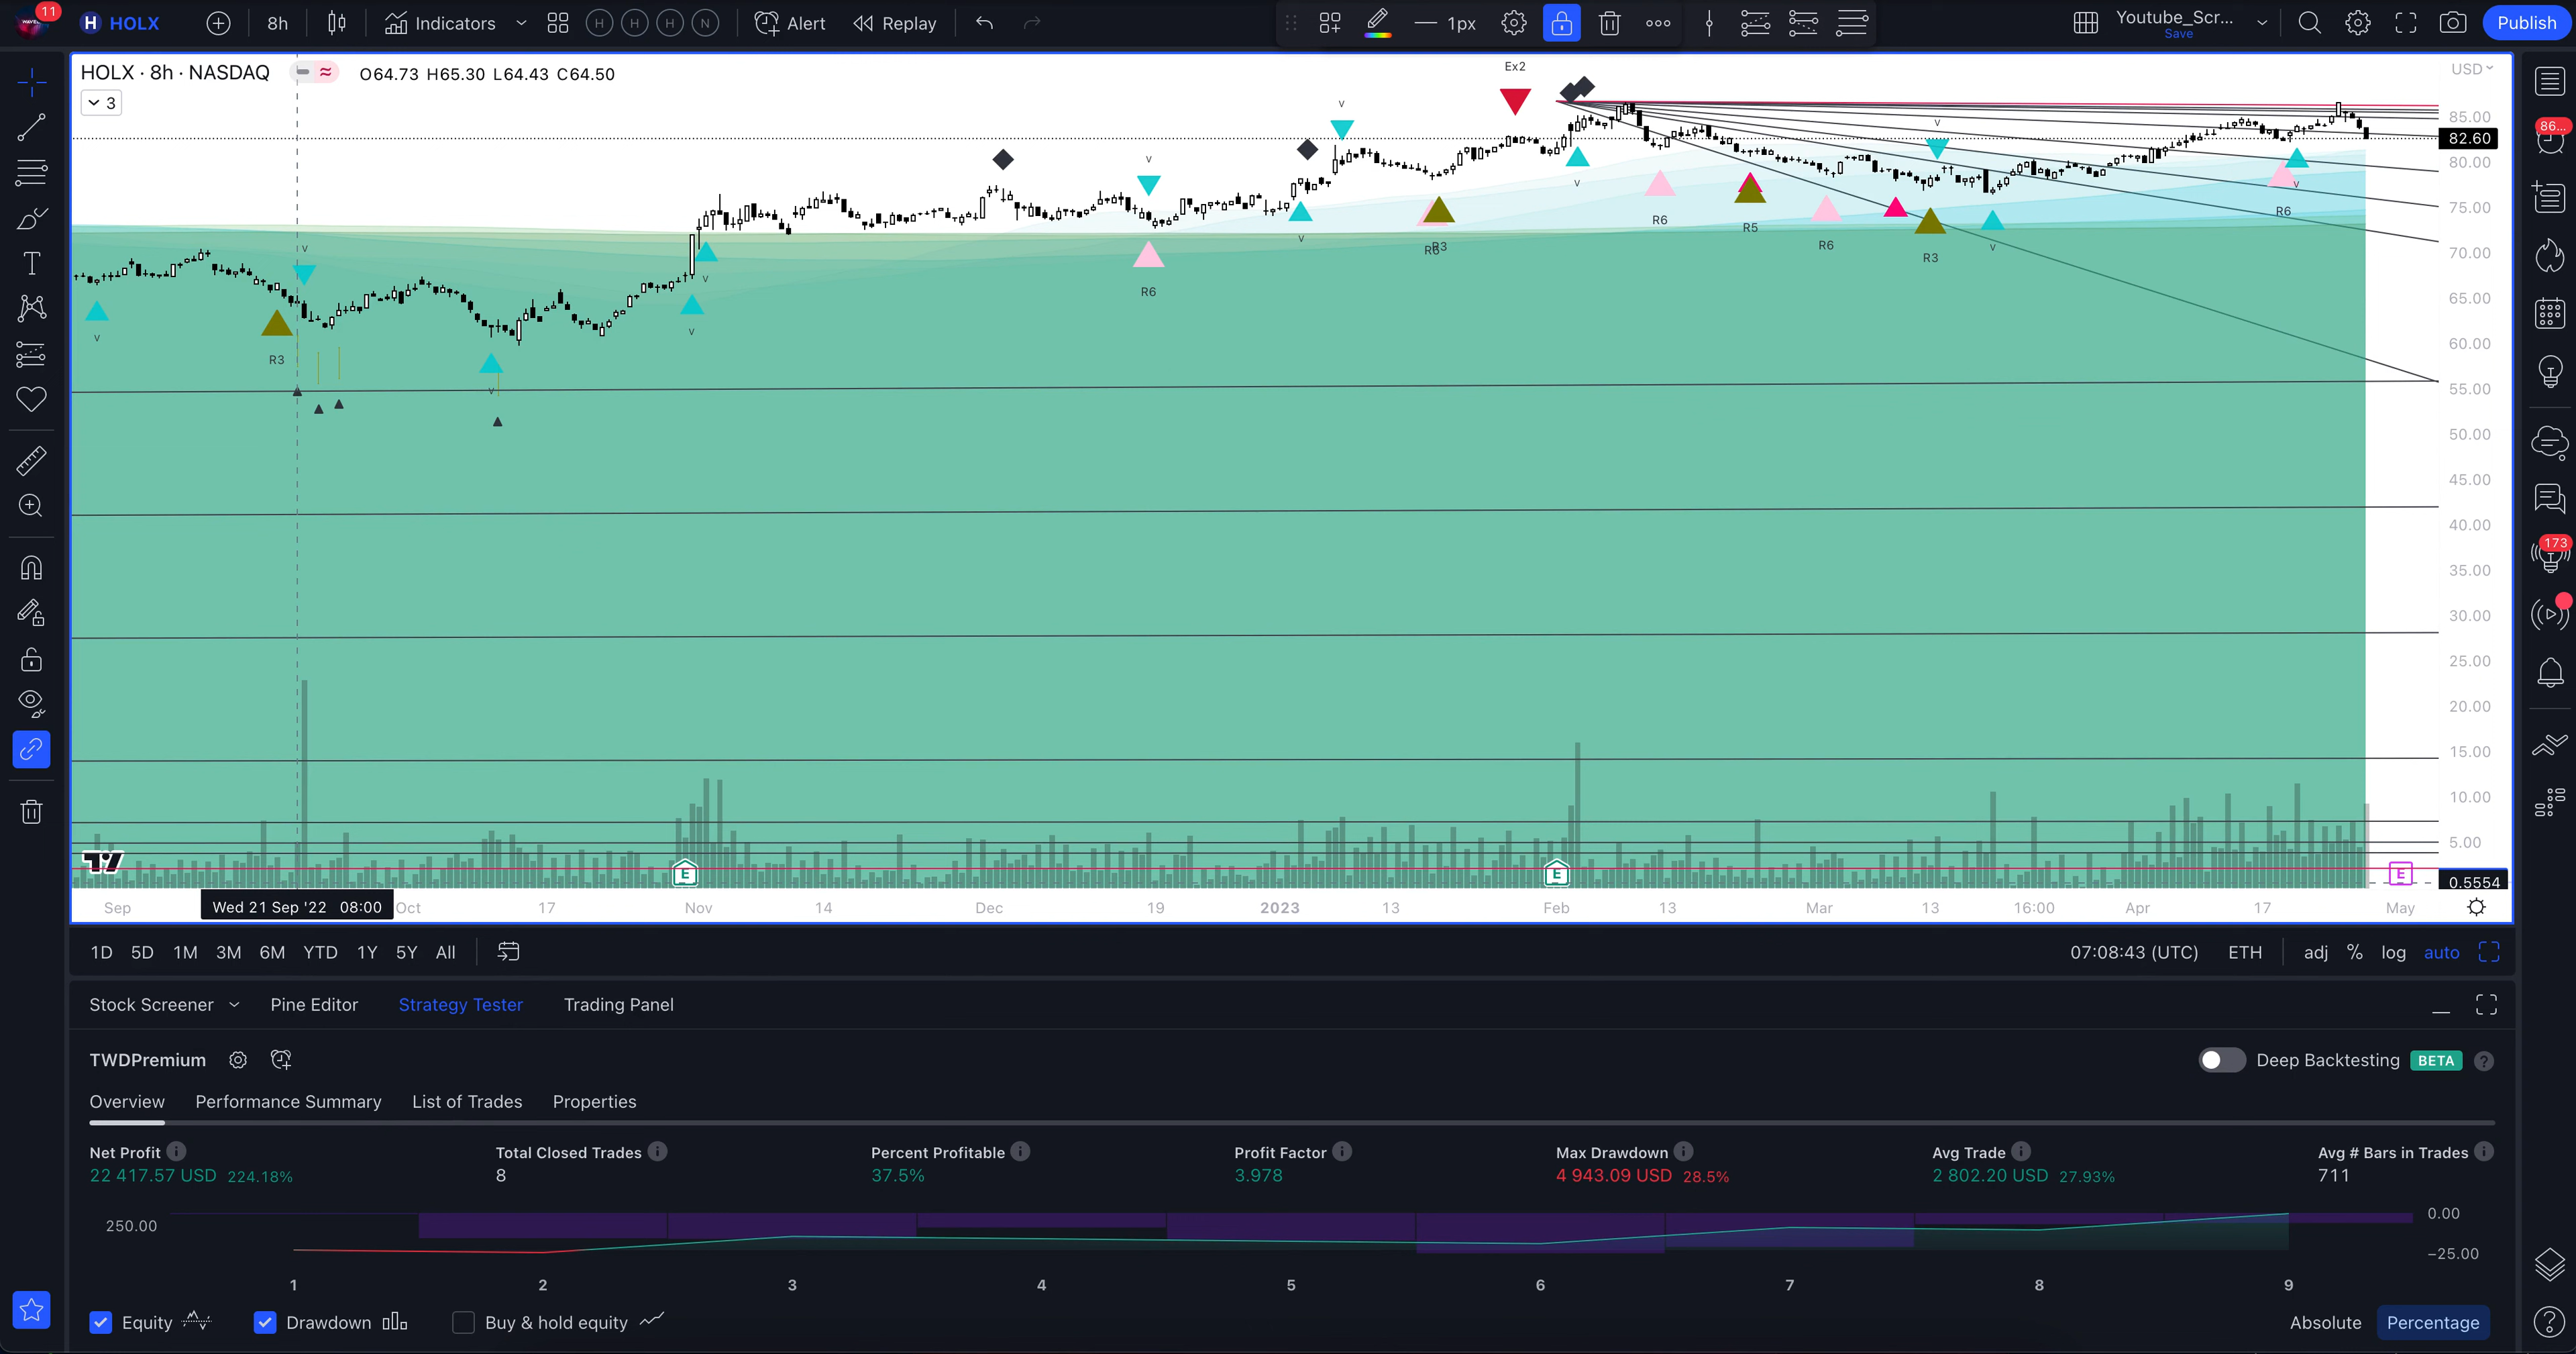 11
H HOLX 8h Indicators H H H N Alert Replay 1px Youtube_Scr... Save Publish
HOLX · 8h · NASDAQ O64.73 H65.30 L64.43 C64.50
3
USD
Ex2
85.00
82.60
80.00
75.00
70.00
65.00
60.00
55.00
50.00
45.00
40.00
35.00
30.00
25.00
20.00
15.00
10.00
5.00
0.5554
86...
173
v
v
R3
v
v
v
v
R6
v
v
v
R3
v
R6
R5
R6
v
R3
v
v
R6
E
E
E
Sep Wed 21 Sep '22 08:00 Oct 17 Nov 14 Dec 19 2023 13 Feb 13 Mar 13 16:00 Apr 17 May
1D 5D 1M 3M 6M YTD 1Y 5Y All 07:08:43 (UTC) ETH adj % log auto
Stock Screener Pine Editor Strategy Tester Trading Panel
TWDPremium Deep Backtesting BETA ?
Overview Performance Summary List of Trades Properties
Net Profit Total Closed Trades Percent Profitable Profit Factor Max Drawdown Avg Trade Avg # Bars in Trades
22 417.57 USD 224.18% 8 37.5% 3.978 4 943.09 USD 28.5% 2 802.20 USD 27.93% 711
250.00 0.00
−25.00
1 2 3 4 5 6 7 8 9
Equity Drawdown Buy & hold equity Absolute Percentage